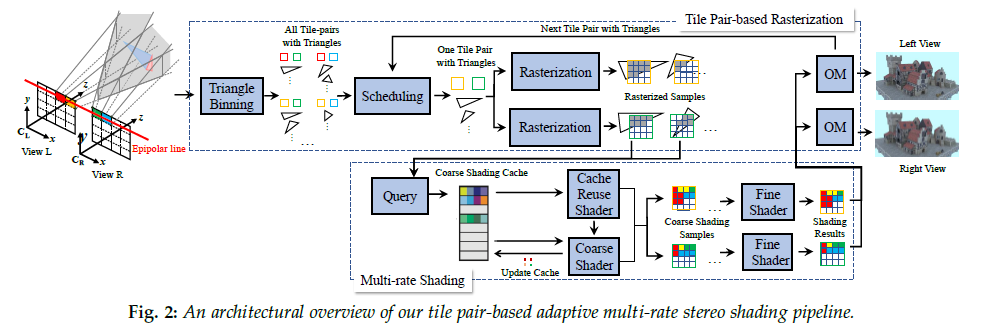 Tile Pair-based Rasterization
All Tile-pairs
with Triangles
Next Tile Pair with Triangles
One Tile Pair
with Triangles
Left View
Triangle
Binning
Scheduling
Rasterization
Rasterization
Rasterized Samples
OM
OM
Right View
y
z
x
C_L
View L
y
z
x
C_R
View R
Epipolar line
Query
Coarse Shading Cache
Cache
Reuse
Shader
Coarse
Shader
Update Cache
Coarse Shading
Samples
Fine
Shader
Fine
Shader
Shading
Results
Multi-rate Shading
...
...
...
...
...
...
...
Fig. 2: An architectural overview of our tile pair-based adaptive multi-rate stereo shading pipeline.